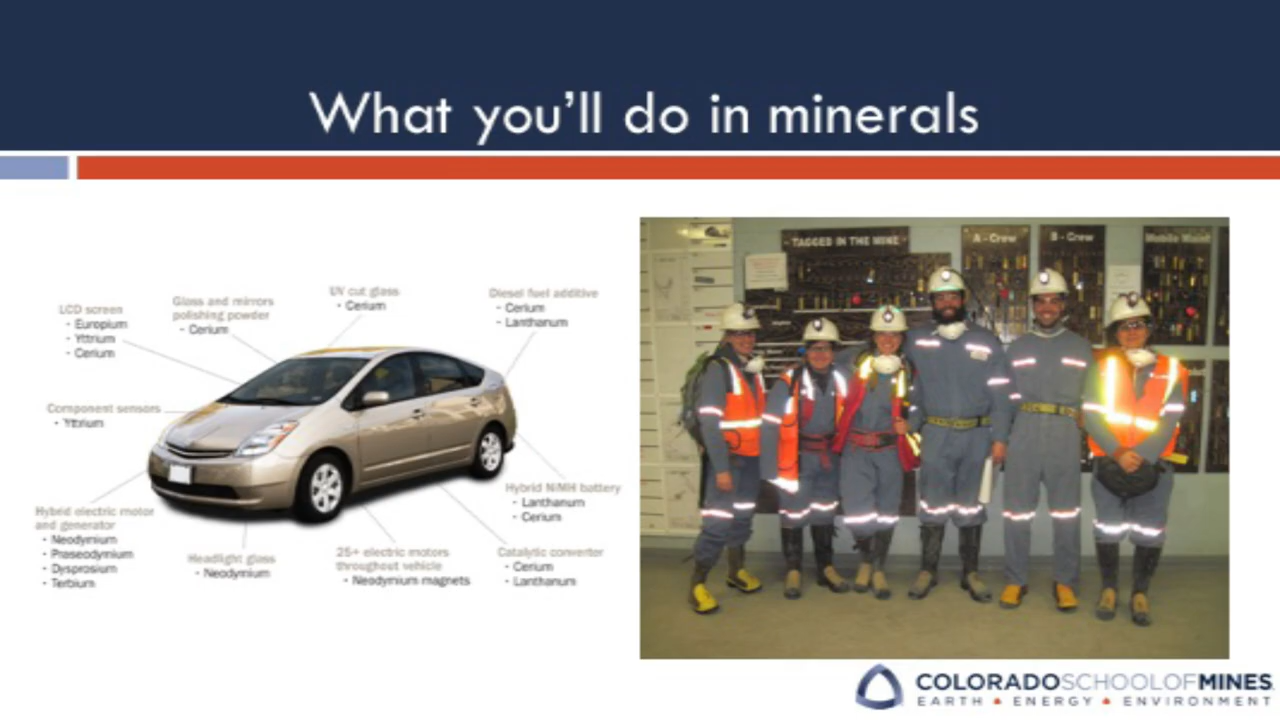 What you'll do in minerals
LCD screen
- Europium
- Yttrium
- Cerium
Glass and mirrors
polishing powder
- Cerium
UV cut glass
- Cerium
Diesel fuel additive
- Cerium
- Lanthanum
Component sensors
- Yttrium
Hybrid electric motor
and generator
- Neodymium
- Praseodymium
- Dysprosium
- Terbium
Headlight glass
- Neodymium
25+ electric motors
throughout vehicle
- Neodymium magnets
Hybrid NiMH battery
- Lanthanum
- Cerium
Catalytic converter
- Cerium
- Lanthanum
- TAGGED IN THE MINE -
A - Crew
B - Crew
Mobile Maint
COLORADOSCHOOLOFMINES
EARTH • ENERGY • ENVIRONMENT